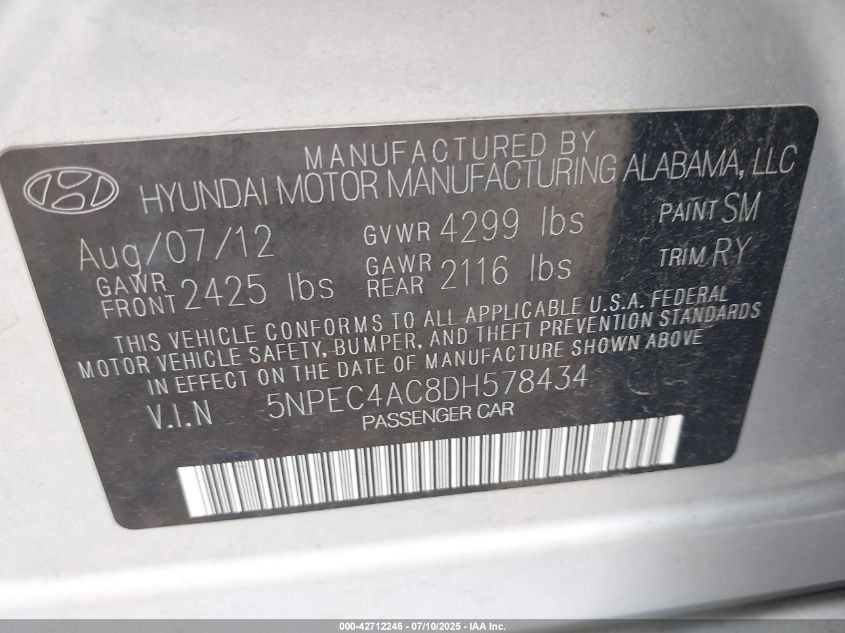 MANUFACTURED BY
HYUNDAI MOTOR MANUFACTURING ALABAMA, LLC
Aug/07/12 GVWR 4299 lbs PAINT SM
GAWR FRONT 2425 lbs GAWR REAR 2116 lbs TRIM RY
THIS VEHICLE CONFORMS TO ALL APPLICABLE U.S.A. FEDERAL
MOTOR VEHICLE SAFETY, BUMPER, AND THEFT PREVENTION STANDARDS
IN EFFECT ON THE DATE OF MANUFACTURE SHOWN ABOVE
V.I.N 5NPEC4AC8DH578434
PASSENGER CAR
000-42712246 - 07/10/2025 - IAA Inc.